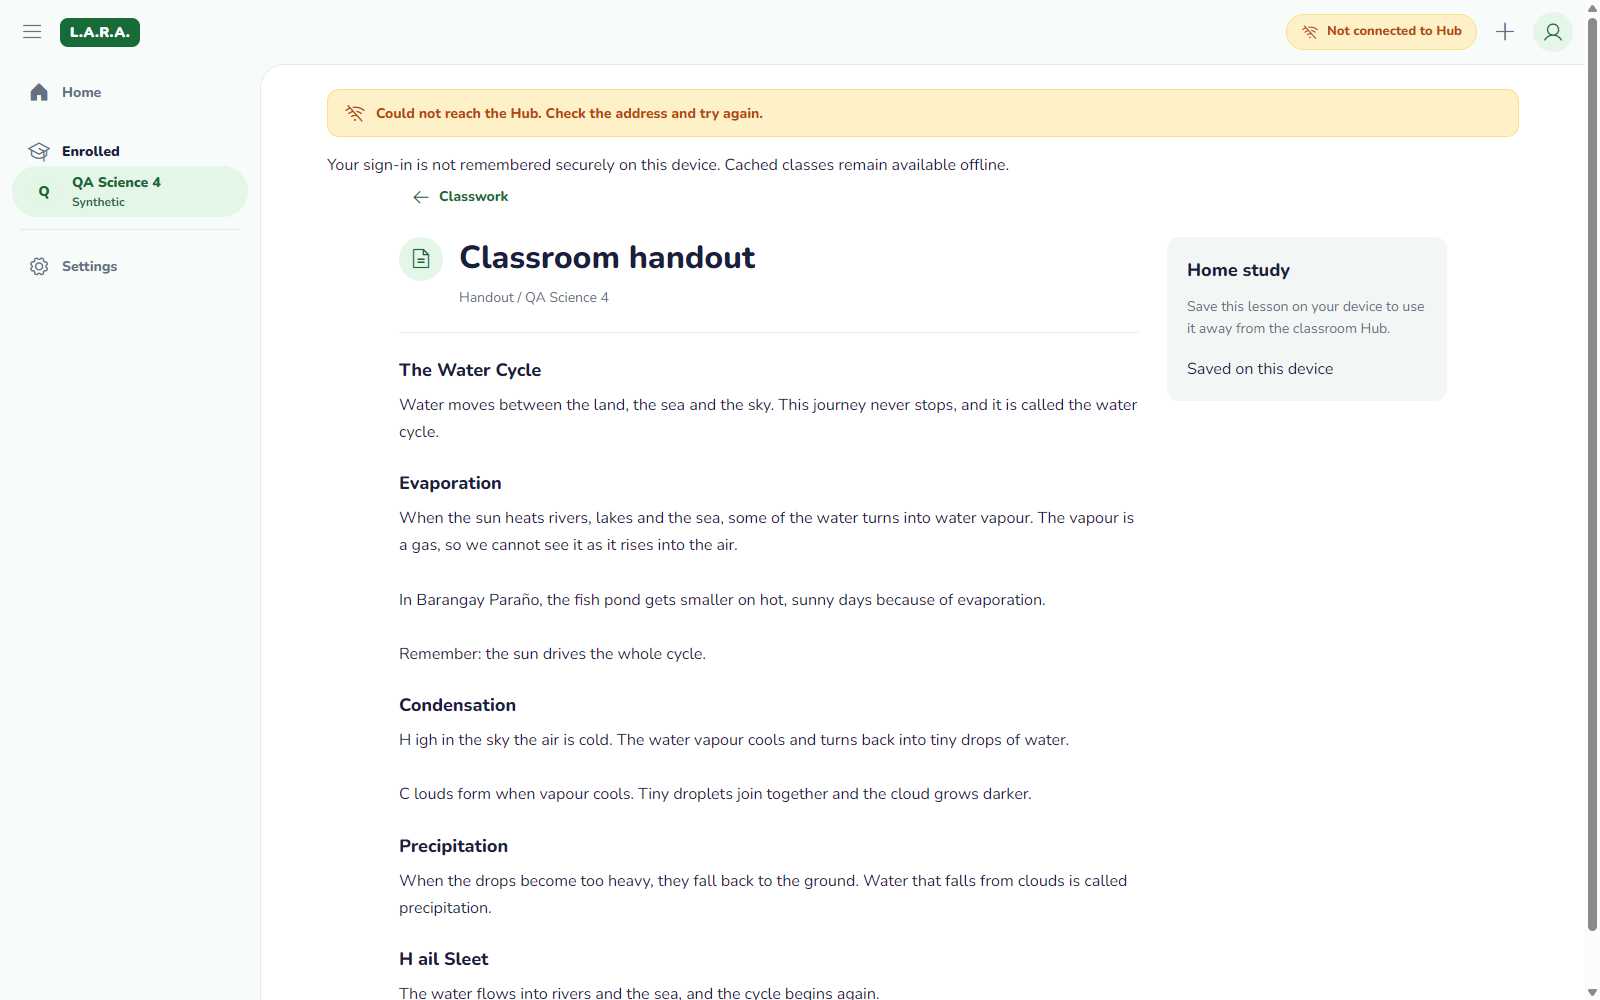 L.A.R.A.
Not connected to Hub
Home
Enrolled
Q
QA Science 4
Synthetic
Settings
Could not reach the Hub. Check the address and try again.
Your sign-in is not remembered securely on this device. Cached classes remain available offline.
Classwork
Classroom handout
Handout / QA Science 4
The Water Cycle
Water moves between the land, the sea and the sky. This journey never stops, and it is called the water
cycle.
Evaporation
When the sun heats rivers, lakes and the sea, some of the water turns into water vapour. The vapour is
a gas, so we cannot see it as it rises into the air.
In Barangay Paraño, the fish pond gets smaller on hot, sunny days because of evaporation.
Remember: the sun drives the whole cycle.
Condensation
H igh in the sky the air is cold. The water vapour cools and turns back into tiny drops of water.
C louds form when vapour cools. Tiny droplets join together and the cloud grows darker.
Precipitation
When the drops become too heavy, they fall back to the ground. Water that falls from clouds is called
precipitation.
H ail Sleet
The water flows into rivers and the sea, and the cycle begins again.
Home study
Save this lesson on your device to use
it away from the classroom Hub.
Saved on this device